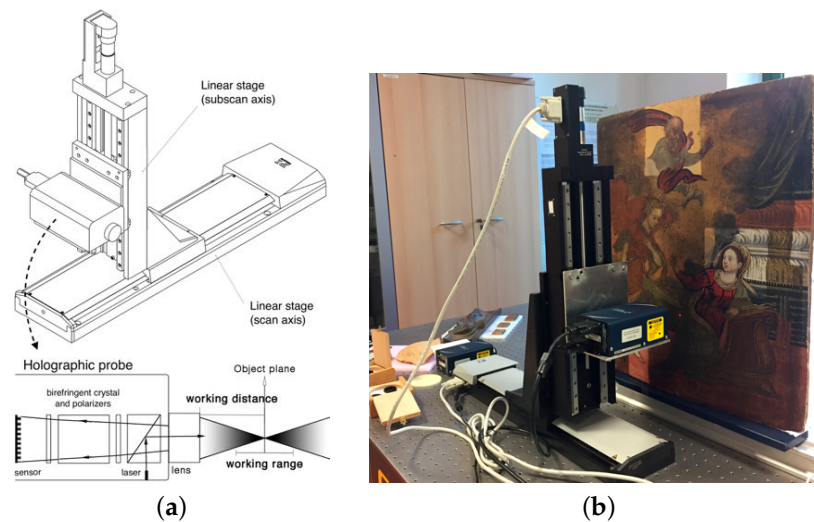 Linear stage
(subscan axis)
Linear stage
(scan axis)
Holographic probe
birefringent crystal
and polarizers
Object plane
working distance
sensor
laser
lens
working range
(a)
(b)